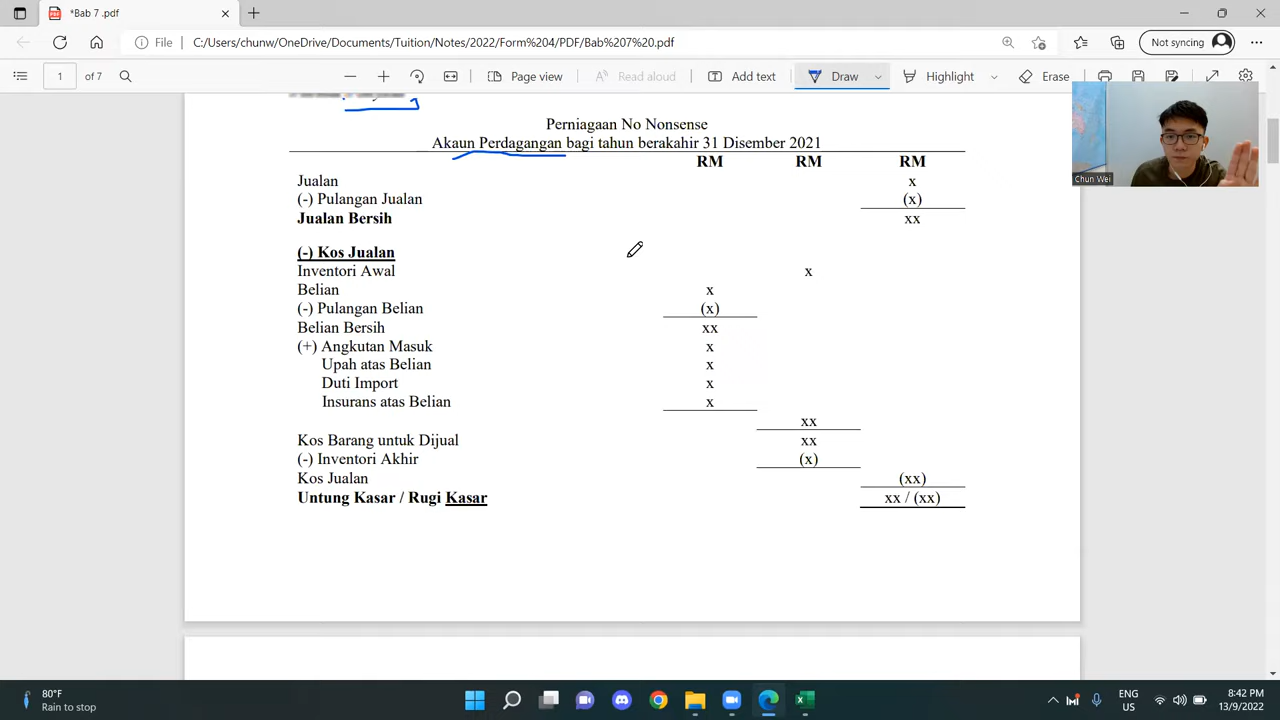 *Bab 7 .pdf
File C:/Users/chunw/OneDrive/Documents/Tuition/Notes/2022/Form%204/PDF/Bab%207%20.pdf Not syncing
1 of 7 Page view Read aloud Add text Draw Highlight Erase
Perniagaan No Nonsense
Akaun Perdagangan bagi tahun berakahir 31 Disember 2021
RM RM RM
Jualan x
(-) Pulangan Jualan (x)
Jualan Bersih xx
(-) Kos Jualan
Inventori Awal x
Belian x
(-) Pulangan Belian (x)
Belian Bersih xx
(+) Angkutan Masuk x
Upah atas Belian x
Duti Import x
Insurans atas Belian x
xx
Kos Barang untuk Dijual xx
(-) Inventori Akhir (x)
Kos Jualan (xx)
Untung Kasar / Rugi Kasar xx / (xx)
Chun Wei
80°F
Rain to stop
ENG
US
8:42 PM
13/9/2022